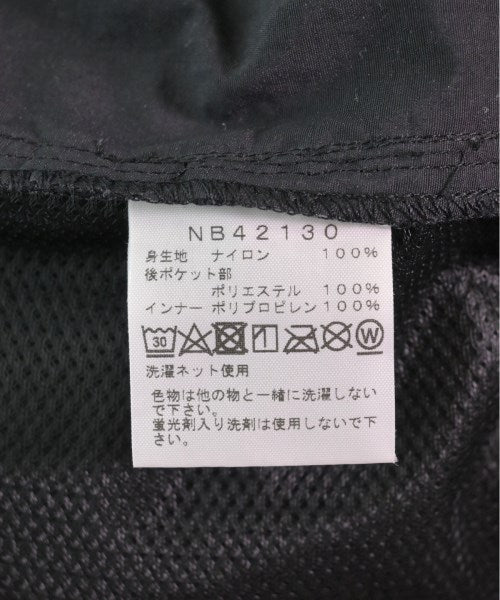 NB42130
身生地 ナイロン 100%
後ポケット部
ポリエステル 100%
インナー ポリプロピレン 100%
30 W
洗濯ネット使用
色物は他の物と一緒に洗濯しない
で下さい。
蛍光剤入り洗剤は使用しないで
下さい。